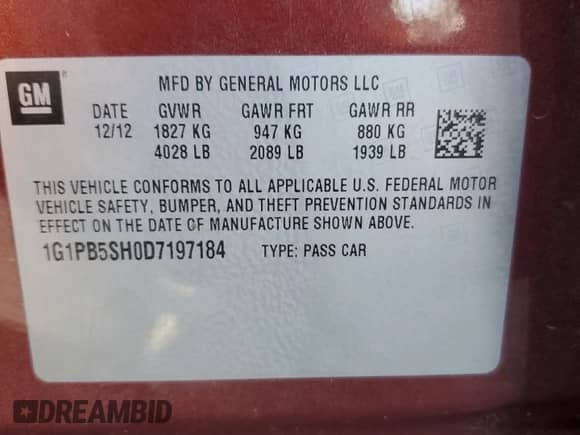 GM ®
MFD BY GENERAL MOTORS LLC
DATE GVWR GAWR FRT GAWR RR
12/12 1827 KG 947 KG 880 KG
4028 LB 2089 LB 1939 LB
THIS VEHICLE CONFORMS TO ALL APPLICABLE U.S. FEDERAL MOTOR
VEHICLE SAFETY, BUMPER, AND THEFT PREVENTION STANDARDS IN
EFFECT ON THE DATE OF MANUFACTURE SHOWN ABOVE.
1G1PB5SH0D7197184 TYPE: PASS CAR
DREAMBID